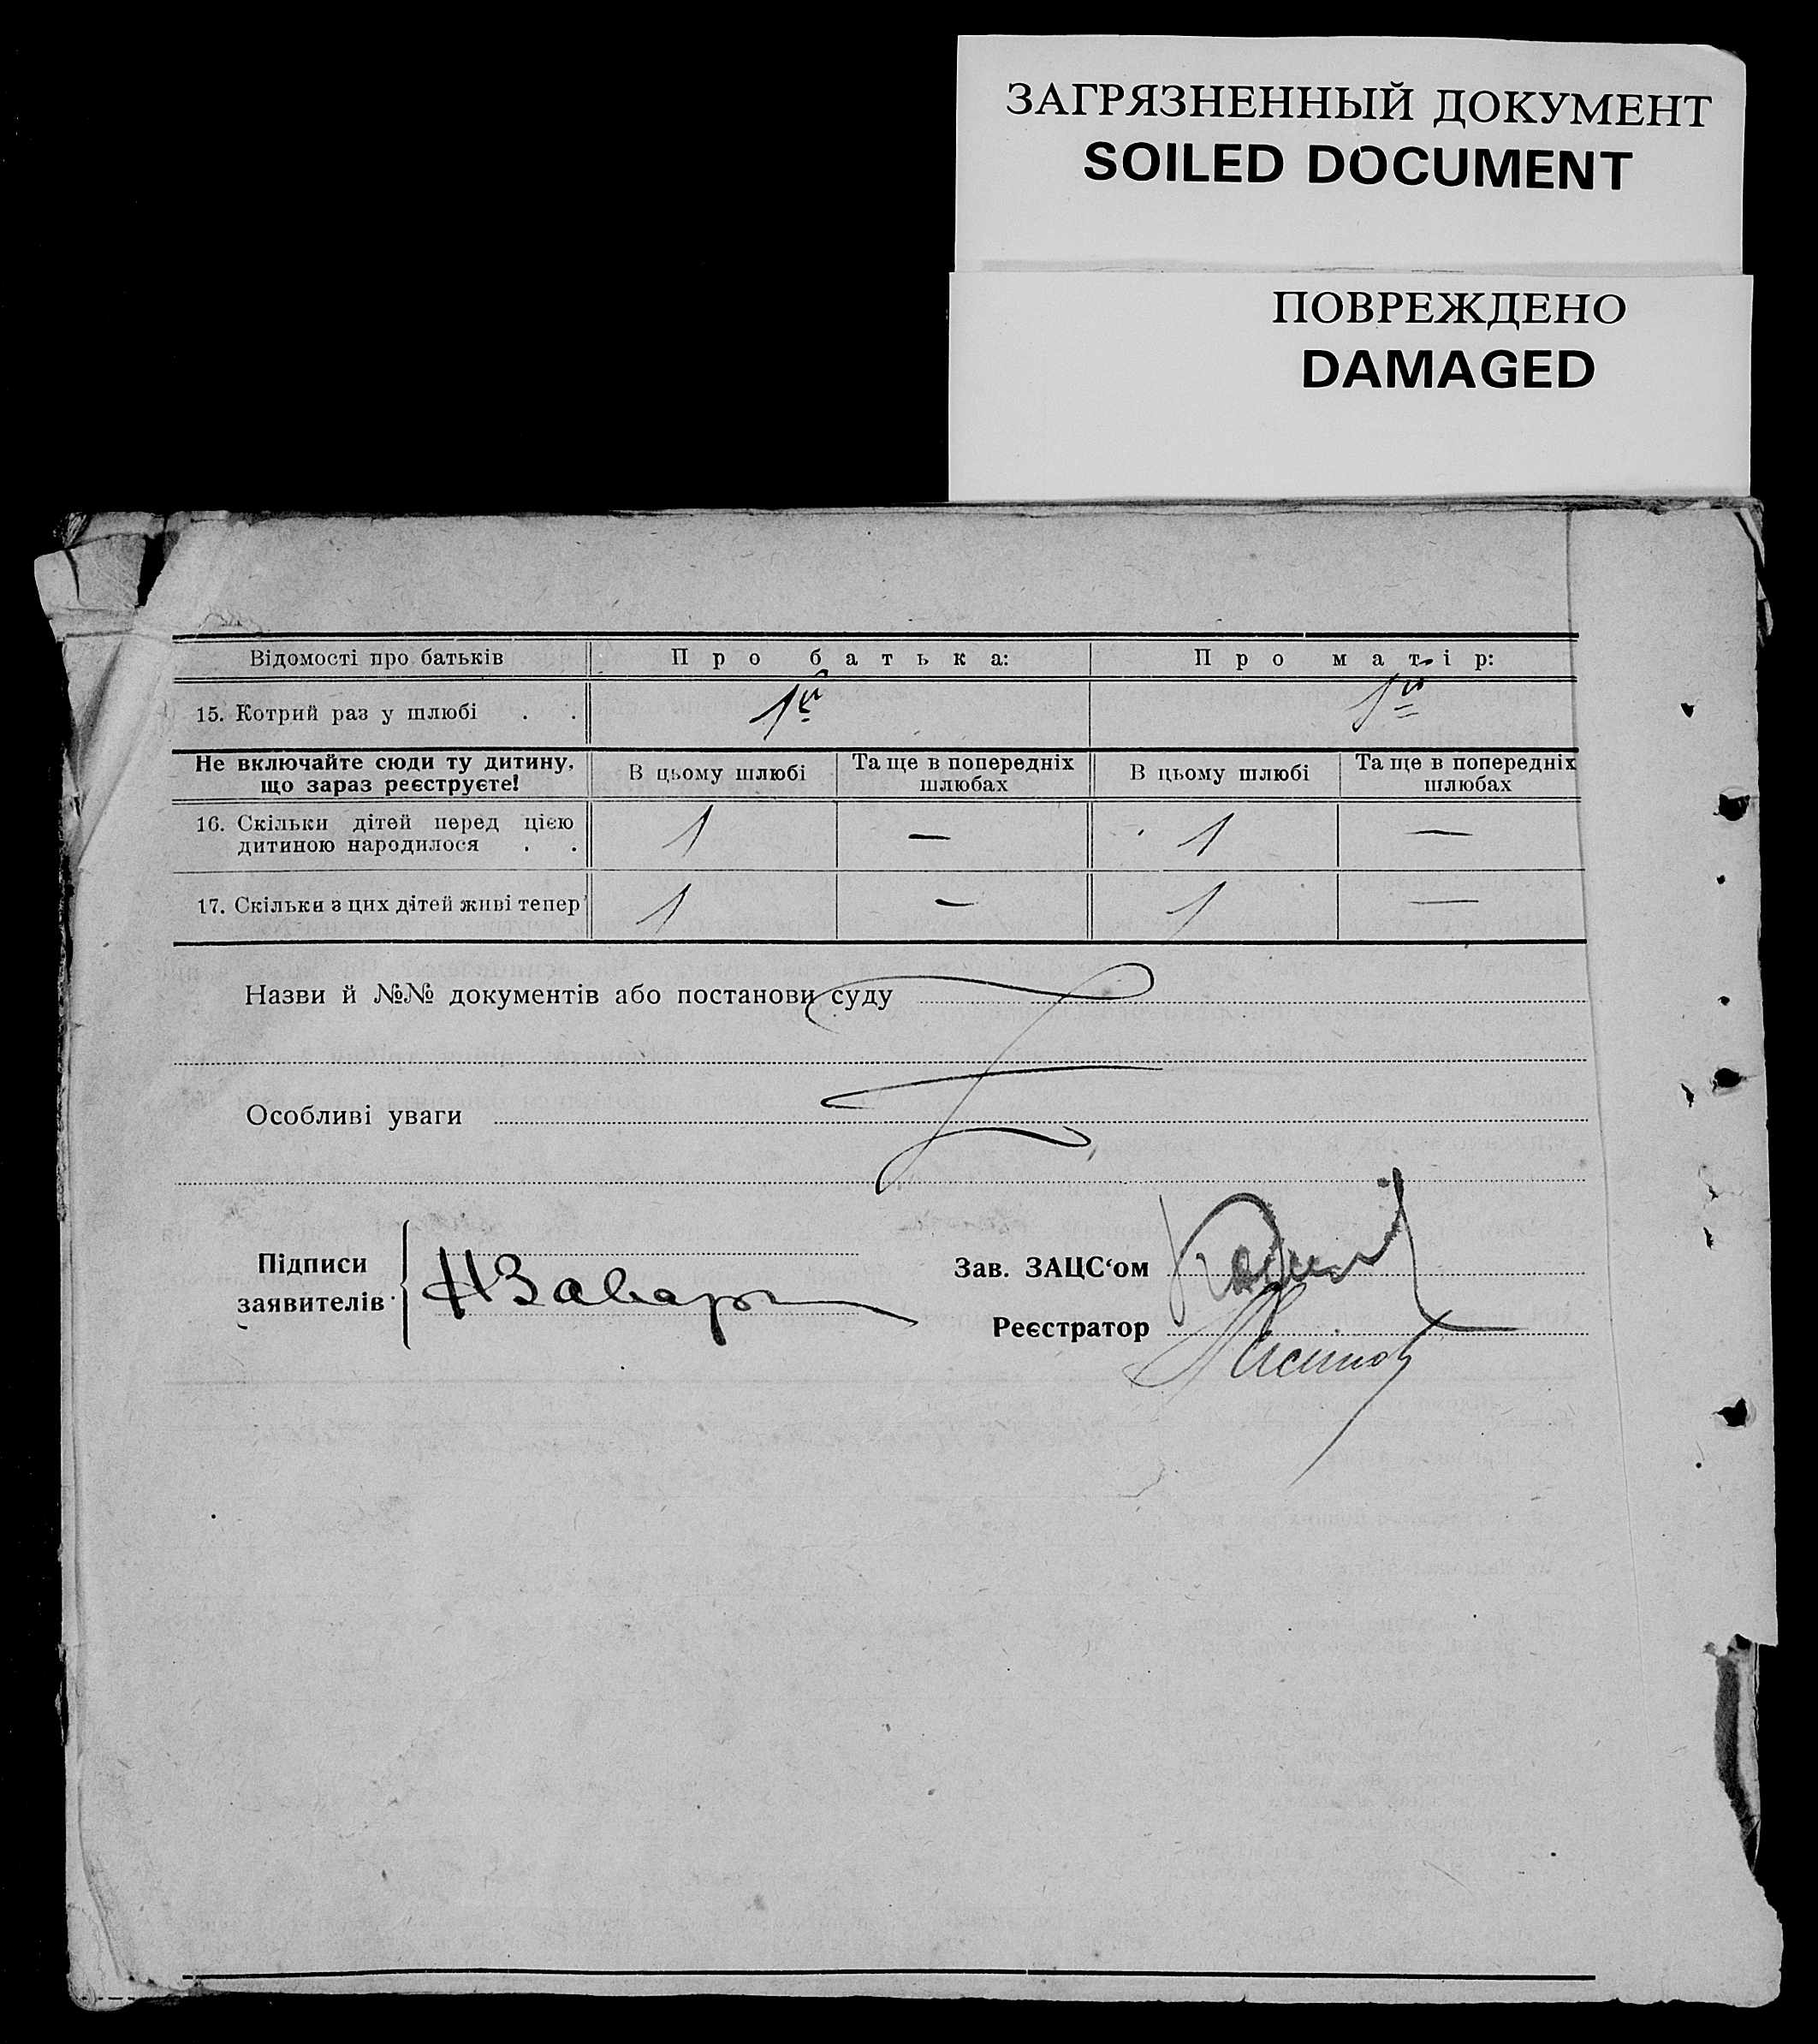 ЗАГРЯЗНЕННЫЙ ДОКУМЕНТ
SOILED DOCUMENT
ПОВРЕЖДЕНО
DAMAGED
Відомості про батьків Про батька: Про матір:
15. Котрий раз у шлюбі . . 1й 1й
Не включайте сюди ту дитину, що зараз реєструєте! В цьому шлюбі Та ще в попередніх шлюбах В цьому шлюбі Та ще в попередніх шлюбах
16. Скільки дітей перед цією дитиною народилося . . 1 — 1 —
17. Скільки з цих дітей живі тепер 1 — 1 —
Назви й №№ документів або постанови суду
Особливі уваги
Підписи заявителів
Зав. ЗАЦС‘ом
Реєстратор